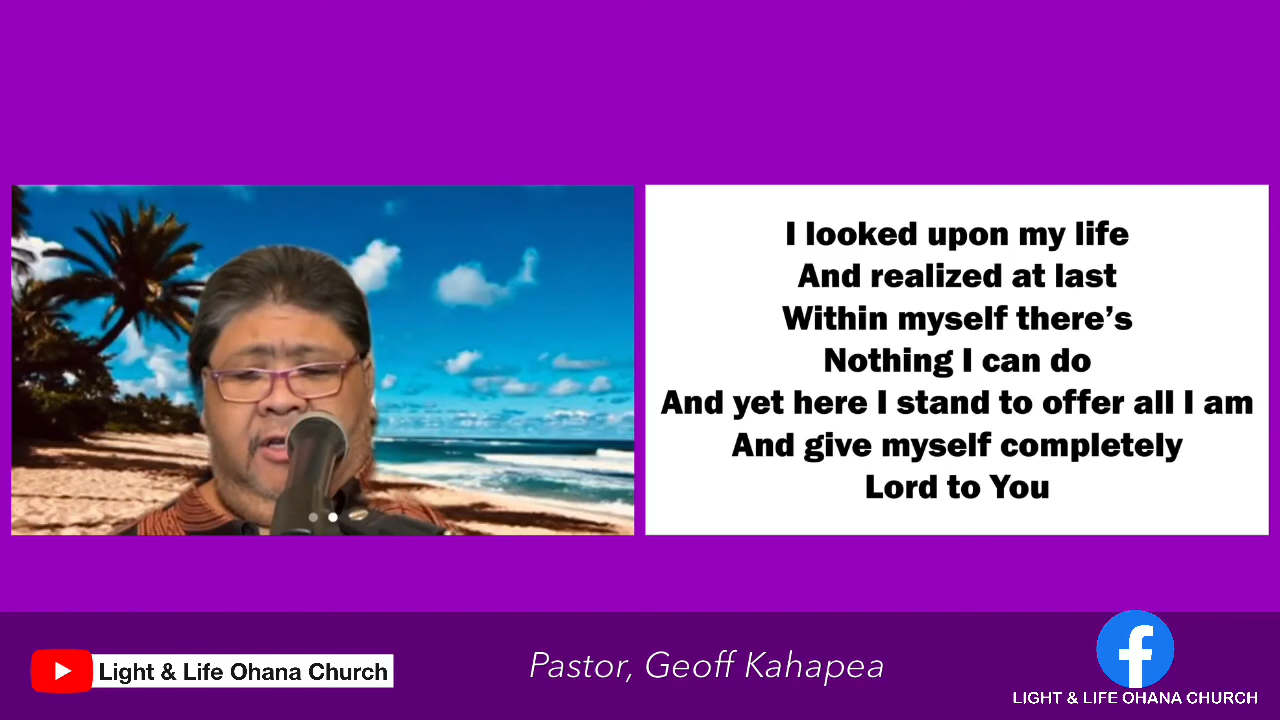 I looked upon my life
And realized at last
Within myself there's
Nothing I can do
And yet here I stand to offer all I am
And give myself completely
Lord to You
Light & Life Ohana Church
Pastor, Geoff Kahapea
LIGHT & LIFE OHANA CHURCH